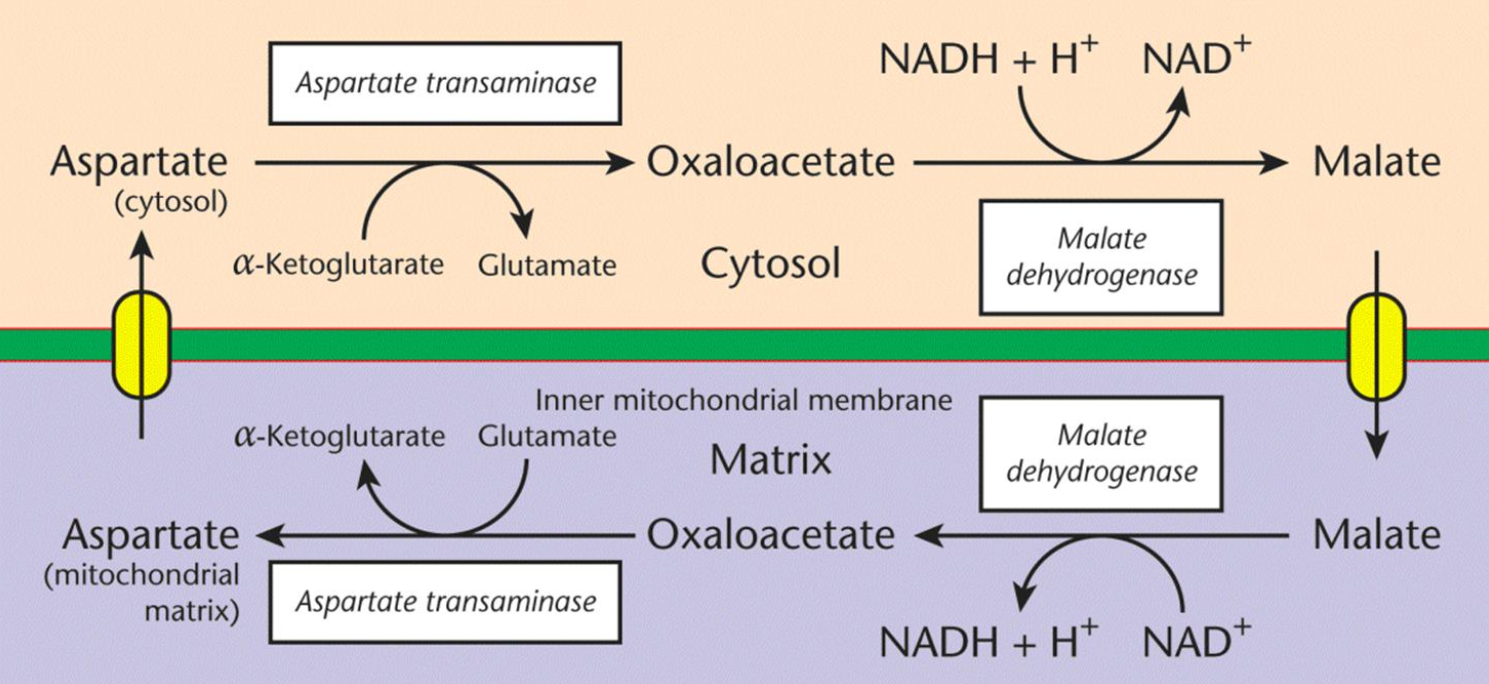 NADH + H⁺ NAD⁺
Aspartate transaminase
Aspartate
(cytosol)
Oxaloacetate
Malate
α-Ketoglutarate Glutamate
Cytosol
Malate
dehydrogenase
Inner mitochondrial membrane
α-Ketoglutarate Glutamate
Matrix
Malate
dehydrogenase
Aspartate
(mitochondrial
matrix)
Oxaloacetate
Malate
Aspartate transaminase
NADH + H⁺ NAD⁺